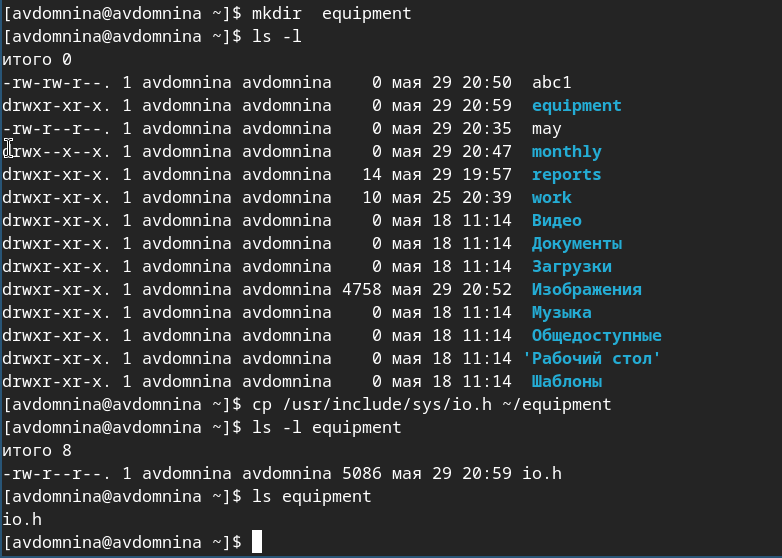 [avdomnina@avdomnina ~]$ mkdir  equipment
[avdomnina@avdomnina ~]$ ls -l
итого 0
-rw-rw-r--. 1 avdomnina avdomnina    0 мая 29 20:50  abc1
drwxr-xr-x. 1 avdomnina avdomnina    0 мая 29 20:59  equipment
-rw-r--r--. 1 avdomnina avdomnina    0 мая 29 20:35  may
drwx--x--x. 1 avdomnina avdomnina    0 мая 29 20:47  monthly
drwxr-xr-x. 1 avdomnina avdomnina   14 мая 29 19:57  reports
drwxr-xr-x. 1 avdomnina avdomnina   10 мая 25 20:39  work
drwxr-xr-x. 1 avdomnina avdomnina    0 мая 18 11:14  Видео
drwxr-xr-x. 1 avdomnina avdomnina    0 мая 18 11:14  Документы
drwxr-xr-x. 1 avdomnina avdomnina    0 мая 18 11:14  Загрузки
drwxr-xr-x. 1 avdomnina avdomnina 4758 мая 29 20:52  Изображения
drwxr-xr-x. 1 avdomnina avdomnina    0 мая 18 11:14  Музыка
drwxr-xr-x. 1 avdomnina avdomnina    0 мая 18 11:14  Общедоступные
drwxr-xr-x. 1 avdomnina avdomnina    0 мая 18 11:14 'Рабочий стол'
drwxr-xr-x. 1 avdomnina avdomnina    0 мая 18 11:14  Шаблоны
[avdomnina@avdomnina ~]$ cp /usr/include/sys/io.h ~/equipment
[avdomnina@avdomnina ~]$ ls -l equipment
итого 8
-rw-r--r--. 1 avdomnina avdomnina 5086 мая 29 20:59 io.h
[avdomnina@avdomnina ~]$ ls equipment
io.h
[avdomnina@avdomnina ~]$